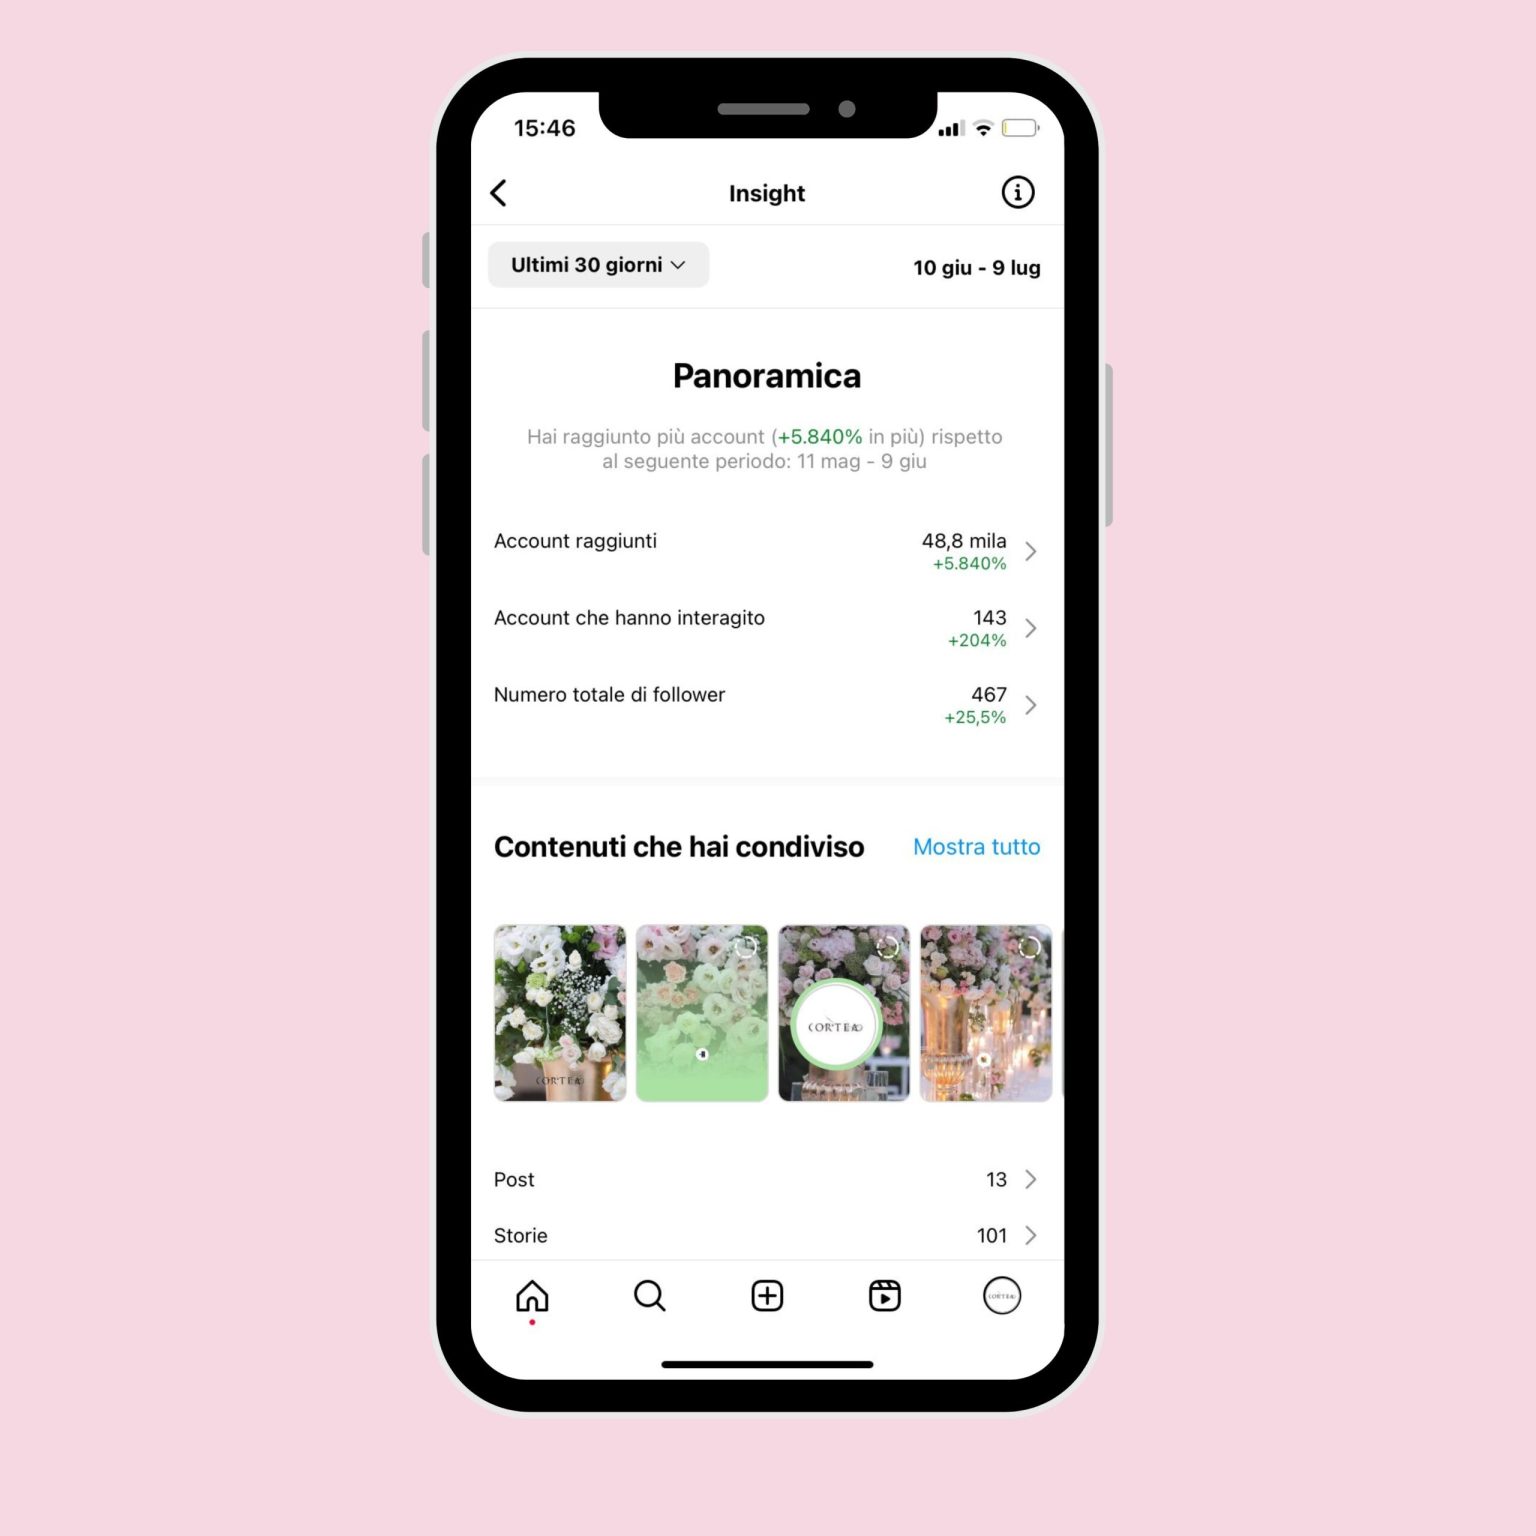 15:46
Insight
Ultimi 30 giorni
10 giu - 9 lug
Panoramica
Hai raggiunto più account (+5.840% in più) rispetto
al seguente periodo: 11 mag - 9 giu
Account raggiunti
48,8 mila
+5.840%
Account che hanno interagito
143
+204%
Numero totale di follower
467
+25,5%
Contenuti che hai condiviso
Mostra tutto
CORTEA
CORTEA
Post
13
Storie
101
CORTEA